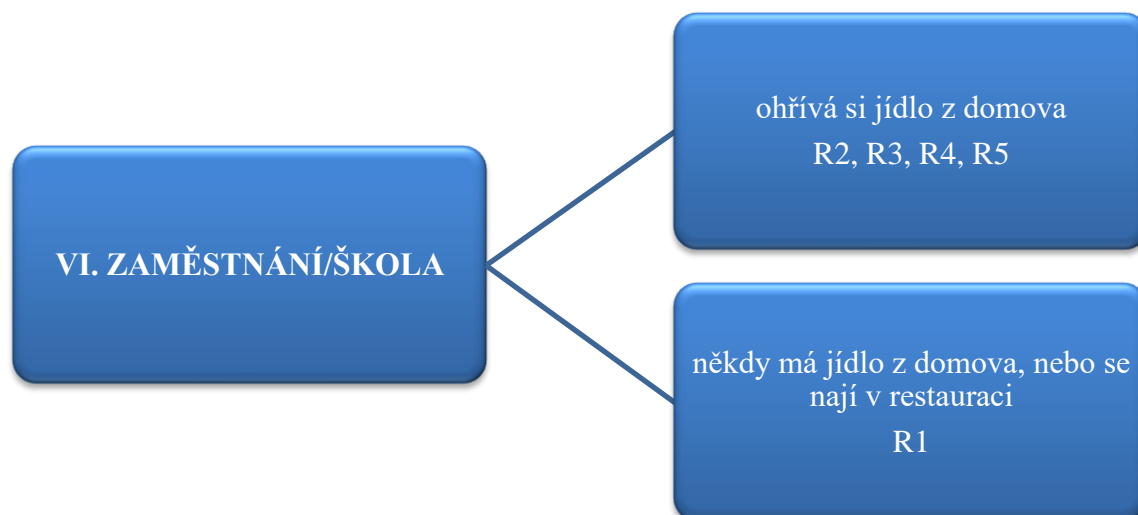 ohřívá si jídlo z domova
R2, R3, R4, R5
VI. ZAMĚSTNÁNÍ/ŠKOLA
někdy má jídlo z domova, nebo se
nají v restauraci
R1